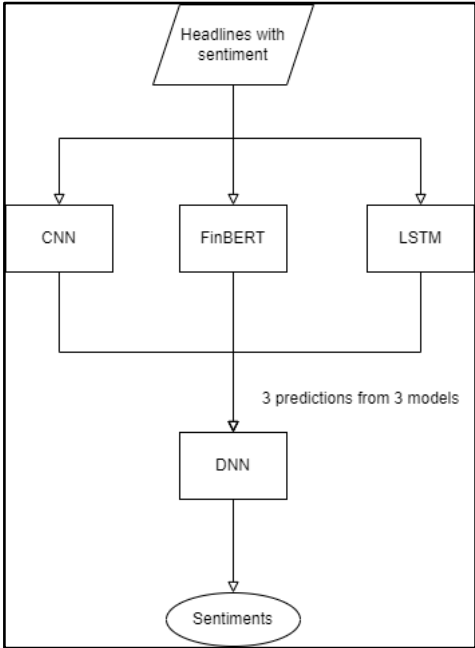 Headlines with
sentiment
CNN
FinBERT
LSTM
3 predictions from 3 models
DNN
Sentiments